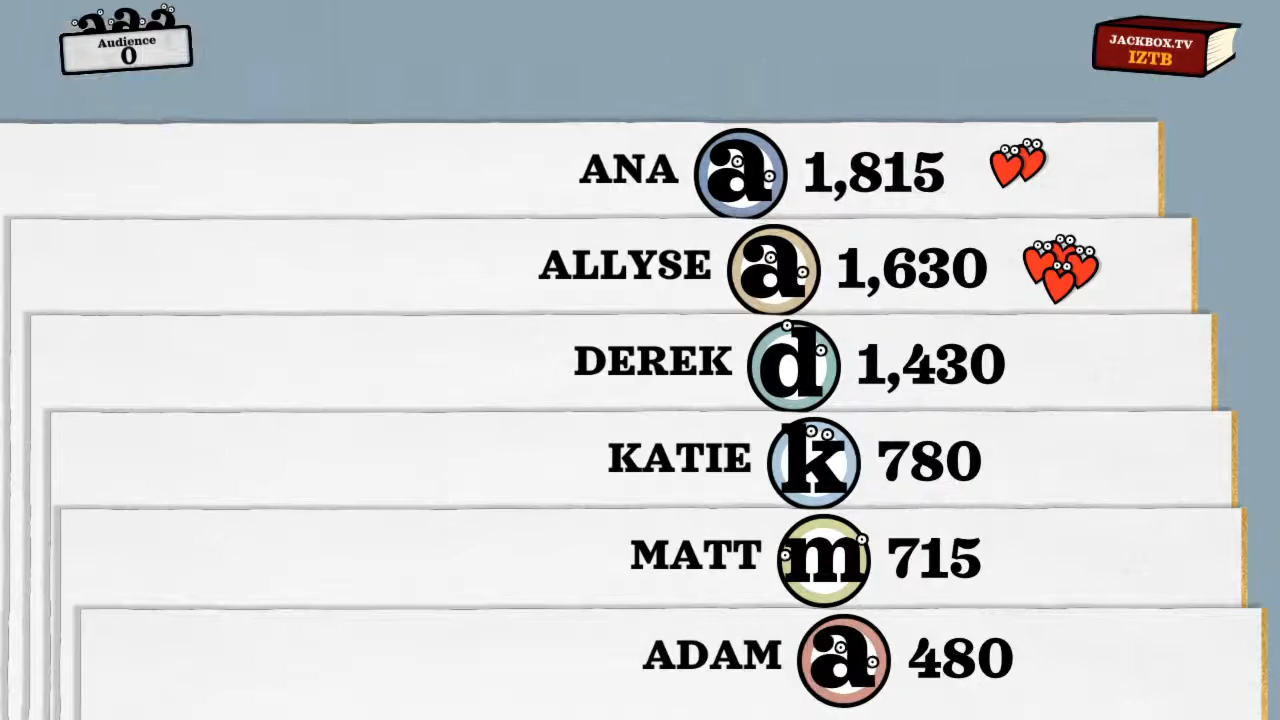 Audience
0
JACKBOX.TV
IZTB
ANA a 1,815
ALLYSE a 1,630
DEREK d 1,430
KATIE k 780
MATT m 715
ADAM a 480